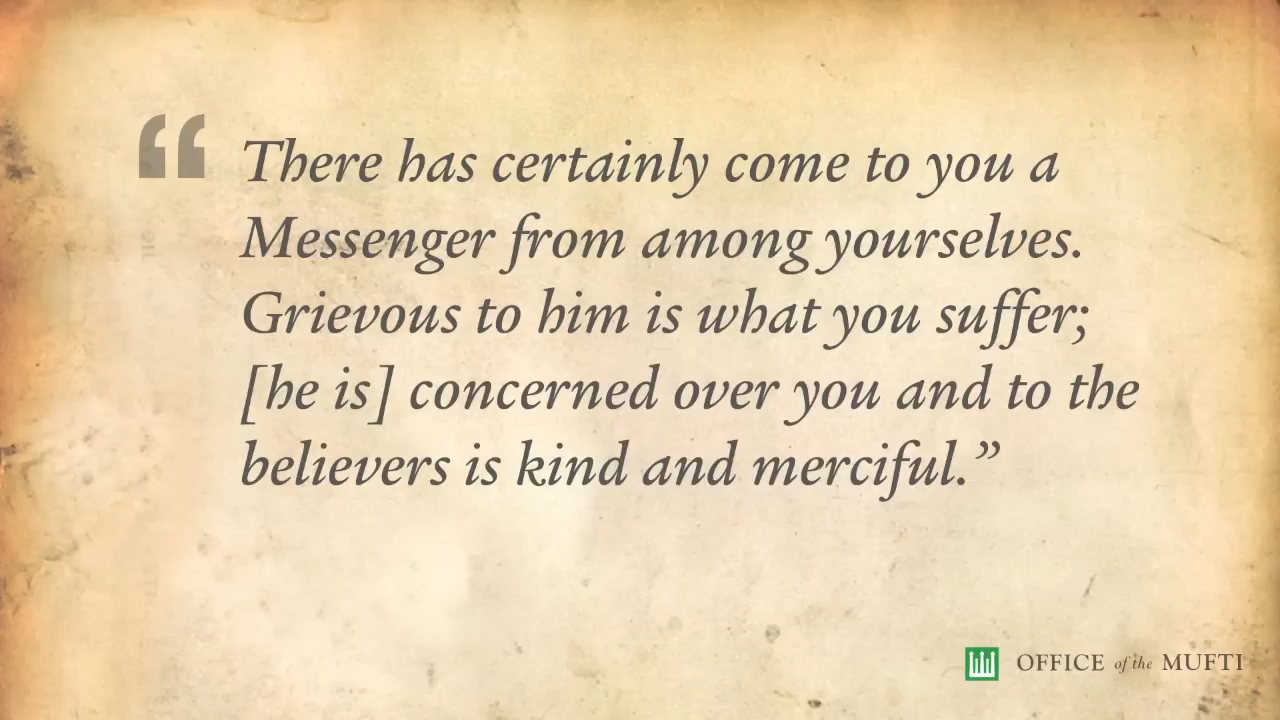 “There has certainly come to you a
Messenger from among yourselves.
Grievous to him is what you suffer;
[he is] concerned over you and to the
believers is kind and merciful.”
OFFICE of the MUFTI